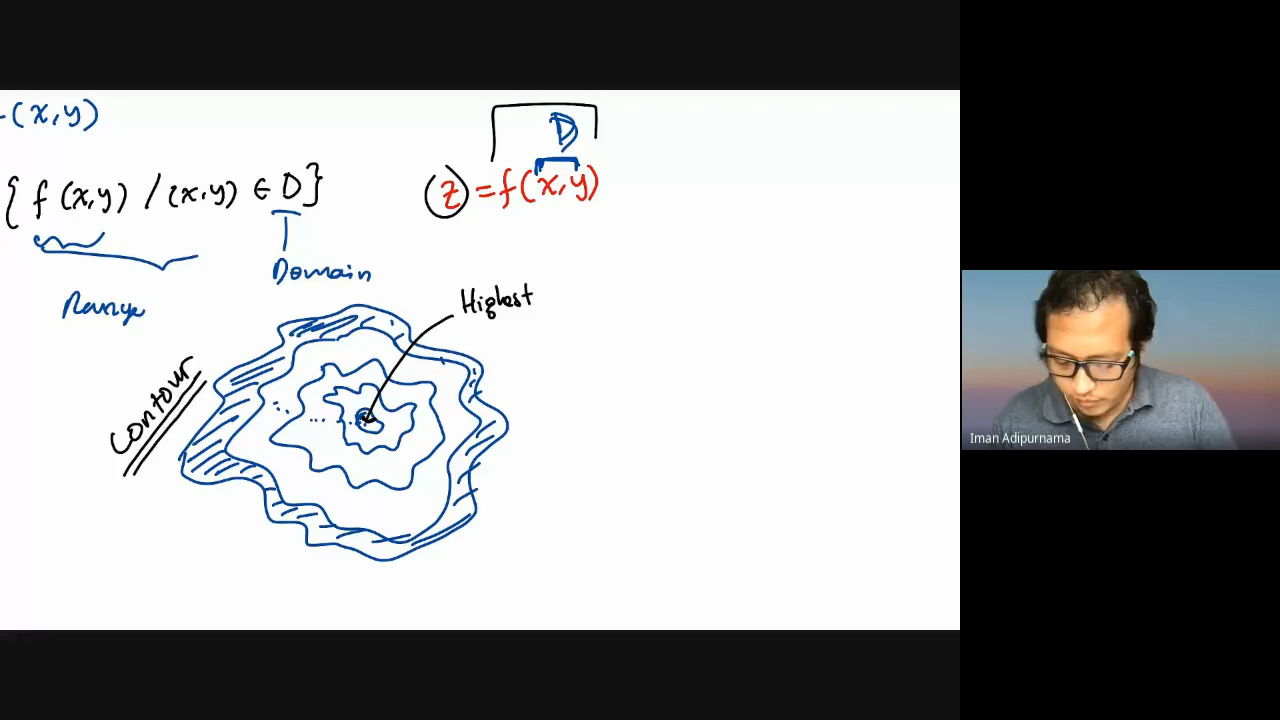 (x,y)
{ f(x,y) / (x,y) ∈ D }
Range
Domain
D
z = f(x,y)
Highest
Contour
Iman Adipurnama